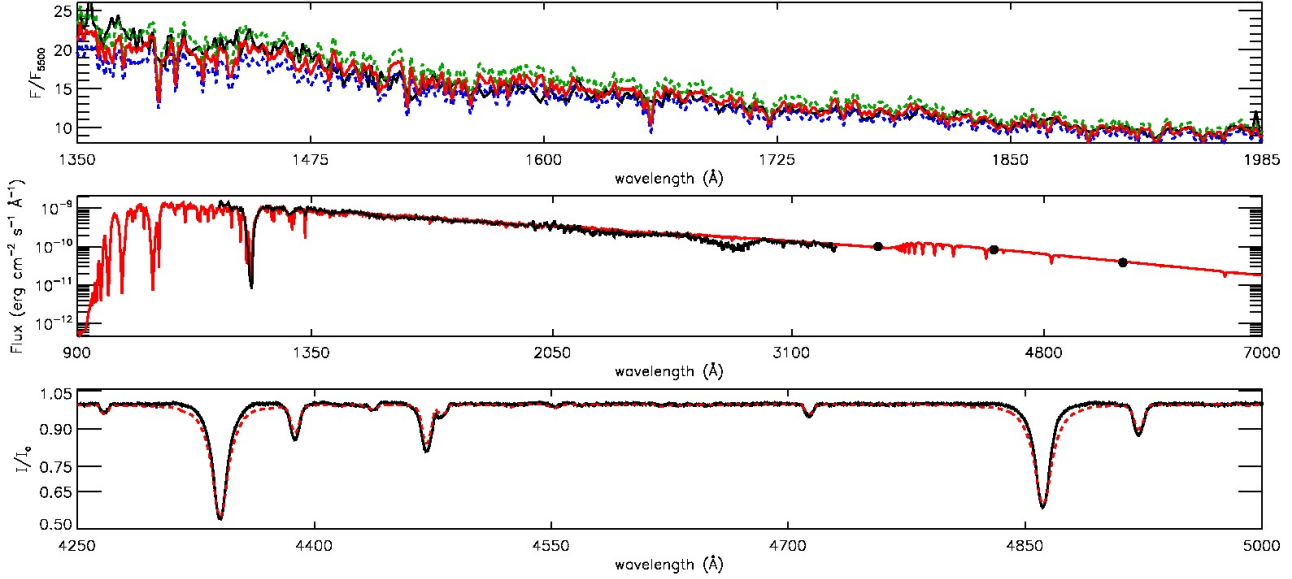 25
20
15
10
F/F5500
1350 1475 1600 1725 1850 1985
wavelength (Å)
10⁻⁹
10⁻¹⁰
10⁻¹¹
10⁻¹²
Flux (erg cm⁻² s⁻¹ Å⁻¹)
900 1350 2050 3100 4800 7000
wavelength (Å)
1.05
0.90
0.75
0.65
0.50
I/Ic
4250 4400 4550 4700 4850 5000
wavelength (Å)